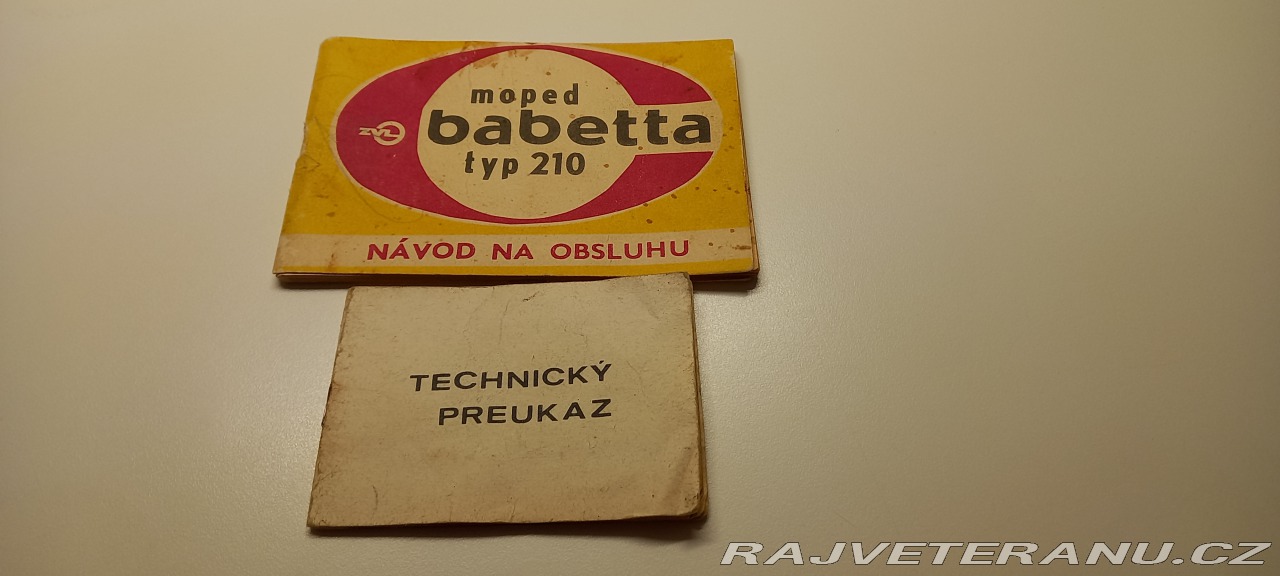 moped
babetta
typ 210
ZVL
NÁVOD NA OBSLUHU
TECHNICKÝ
PREUKAZ
RAJVETERANU.CZ